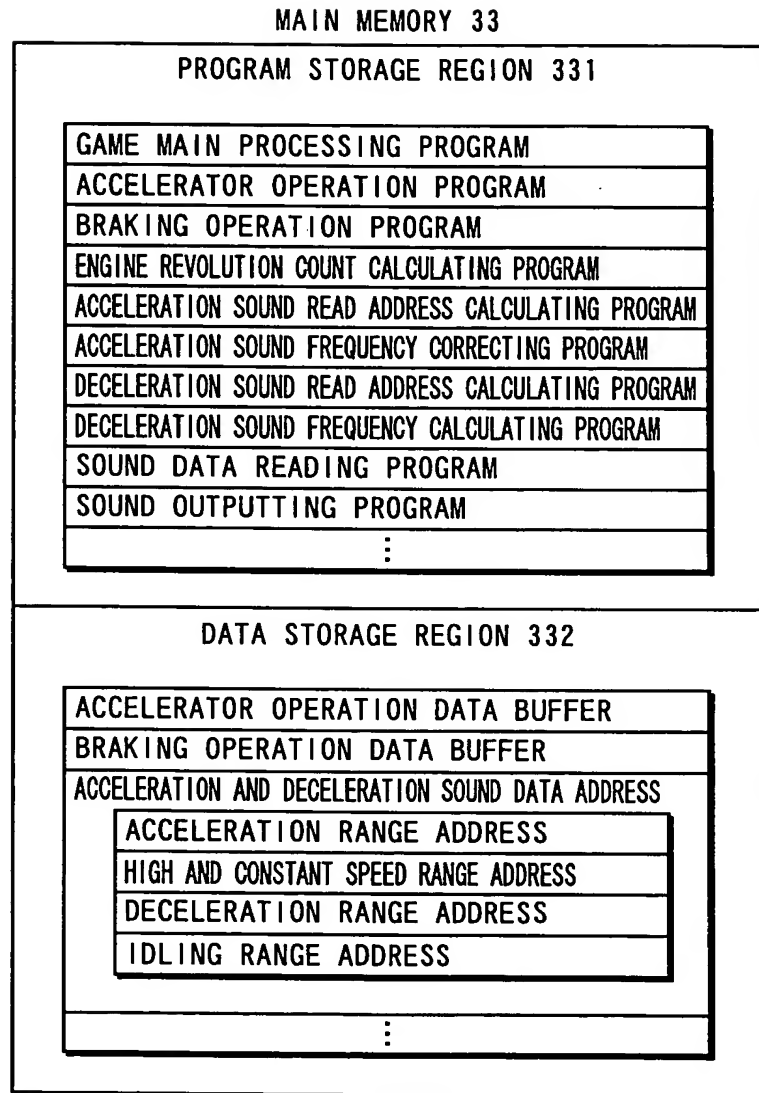 MAIN MEMORY 33
PROGRAM STORAGE REGION 331
GAME MAIN PROCESSING PROGRAM
ACCELERATOR OPERATION PROGRAM
BRAKING OPERATION PROGRAM
ENGINE REVOLUTION COUNT CALCULATING PROGRAM
ACCELERATION SOUND READ ADDRESS CALCULATING PROGRAM
ACCELERATION SOUND FREQUENCY CORRECTING PROGRAM
DECELERATION SOUND READ ADDRESS CALCULATING PROGRAM
DECELERATION SOUND FREQUENCY CALCULATING PROGRAM
SOUND DATA READING PROGRAM
SOUND OUTPUTTING PROGRAM
⋮
DATA STORAGE REGION 332
ACCELERATOR OPERATION DATA BUFFER
BRAKING OPERATION DATA BUFFER
ACCELERATION AND DECELERATION SOUND DATA ADDRESS
ACCELERATION RANGE ADDRESS
HIGH AND CONSTANT SPEED RANGE ADDRESS
DECELERATION RANGE ADDRESS
IDLING RANGE ADDRESS
⋮